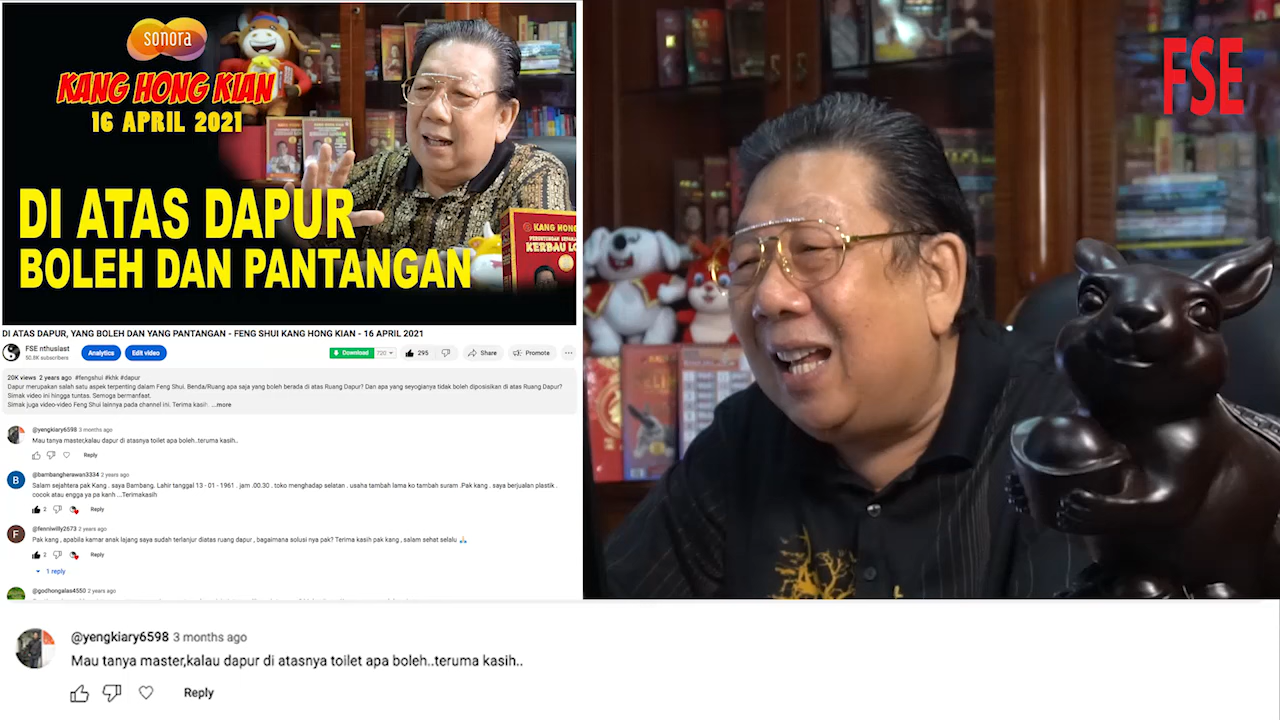 sonora
KANG HONG KIAN
16 APRIL 2021
DI ATAS DAPUR
BOLEH DAN PANTANGAN
KANG HONG
KERBAU LO
FSE
DI ATAS DAPUR, YANG BOLEH DAN YANG PANTANGAN - FENG SHUI KANG HONG KIAN - 16 APRIL 2021
FSE nthusiast
50.8K subscribers
Analytics
Edit video
Download
720
295
Share
Promote
20K views 2 years ago #fengshui #khk #dapur
Dapur merupakan salah satu aspek terpenting dalam Feng Shui. Benda/Ruang apa saja yang boleh berada di atas Ruang Dapur? Dan apa yang seyogianya tidak boleh diposisikan di atas Ruang Dapur?
Simak video ini hingga tuntas. Semoga bermanfaat.
Simak juga video-video Feng Shui lainnya pada channel ini. Terima kasih. ...more
@yengkiary6598 3 months ago
Mau tanya master,kalau dapur di atasnya toilet apa boleh..teruma kasih..
Reply
B
@bambangherawan3334 2 years ago
Salam sejahtera pak Kang . saya Bambang. Lahir tanggal 13 - 01 - 1961 . jam .00.30 . toko menghadap selatan . usaha tambah lama ko tambah suram .Pak kang . saya berjualan plastik .
cocok atau engga ya pa kanh ...Terimakasih
2
Reply
F
@fenniwilly2673 2 years ago
Pak kang , apabila kamar anak lajang saya sudah terlanjur diatas ruang dapur , bagaimana solusi nya pak? Terima kasih pak kang , salam sehat selalu 🙏
2
Reply
1 reply
@godhongalas4550 2 years ago
@yengkiary6598 3 months ago
Mau tanya master,kalau dapur di atasnya toilet apa boleh..teruma kasih..
Reply